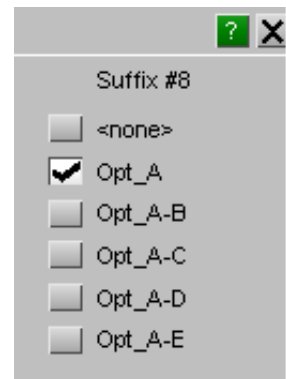 ? X
Suffix #8
<none>
Opt_A
Opt_A-B
Opt_A-C
Opt_A-D
Opt_A-E